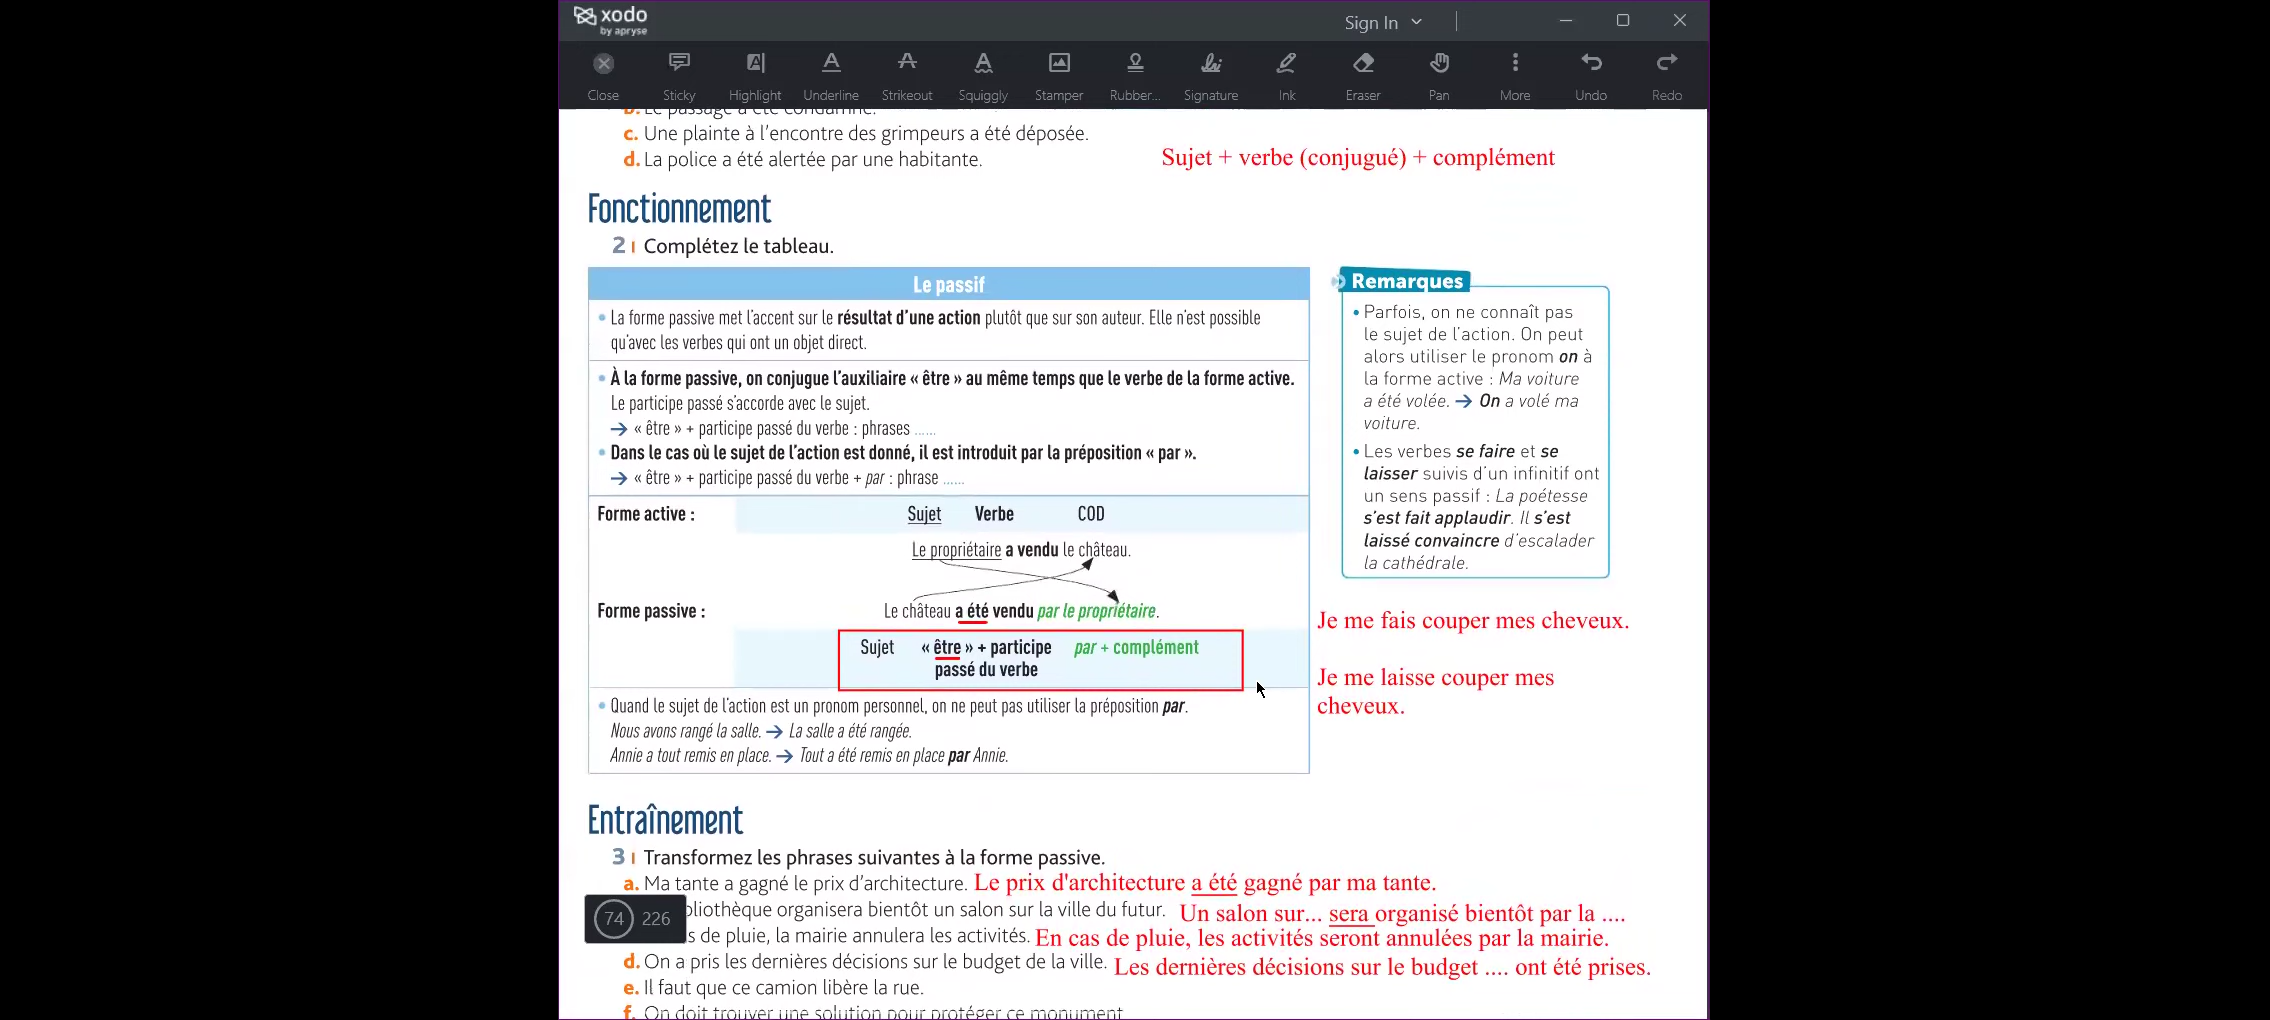 xodo
by apryse
Sign In
Close Sticky Highlight Underline Strikeout Squiggly Stamper Rubber... Signature Ink Eraser Pan More Undo Redo
b. Le passage a été condamné.
c. Une plainte à l'encontre des grimpeurs a été déposée.
d. La police a été alertée par une habitante.
Sujet + verbe (conjugué) + complément
Fonctionnement
2 I Complétez le tableau.
Le passif
• La forme passive met l'accent sur le résultat d'une action plutôt que sur son auteur. Elle n'est possible
qu'avec les verbes qui ont un objet direct.
• À la forme passive, on conjugue l'auxiliaire « être » au même temps que le verbe de la forme active.
Le participe passé s'accorde avec le sujet.
→ « être » + participe passé du verbe : phrases ......
• Dans le cas où le sujet de l'action est donné, il est introduit par la préposition « par ».
→ « être » + participe passé du verbe + par : phrase ......
Forme active : Sujet Verbe COD
Le propriétaire a vendu le château.
Forme passive : Le château a été vendu par le propriétaire.
Sujet « être » + participe par + complément
passé du verbe
• Quand le sujet de l'action est un pronom personnel, on ne peut pas utiliser la préposition par.
Nous avons rangé la salle. → La salle a été rangée.
Annie a tout remis en place. → Tout a été remis en place par Annie.
Remarques
• Parfois, on ne connaît pas
le sujet de l'action. On peut
alors utiliser le pronom on à
la forme active : Ma voiture
a été volée. → On a volé ma
voiture.
• Les verbes se faire et se
laisser suivis d'un infinitif ont
un sens passif : La poétesse
s'est fait applaudir. Il s'est
laissé convaincre d'escalader
la cathédrale.
Je me fais couper mes cheveux.
Je me laisse couper mes
cheveux.
Entraînement
3 I Transformez les phrases suivantes à la forme passive.
a. Ma tante a gagné le prix d'architecture. Le prix d'architecture a été gagné par ma tante.
bliothèque organisera bientôt un salon sur la ville du futur. Un salon sur... sera organisé bientôt par la ....
s de pluie, la mairie annulera les activités. En cas de pluie, les activités seront annulées par la mairie.
d. On a pris les dernières décisions sur le budget de la ville. Les dernières décisions sur le budget .... ont été prises.
e. Il faut que ce camion libère la rue.
f. On doit trouver une solution pour protéger ce monument
74 226